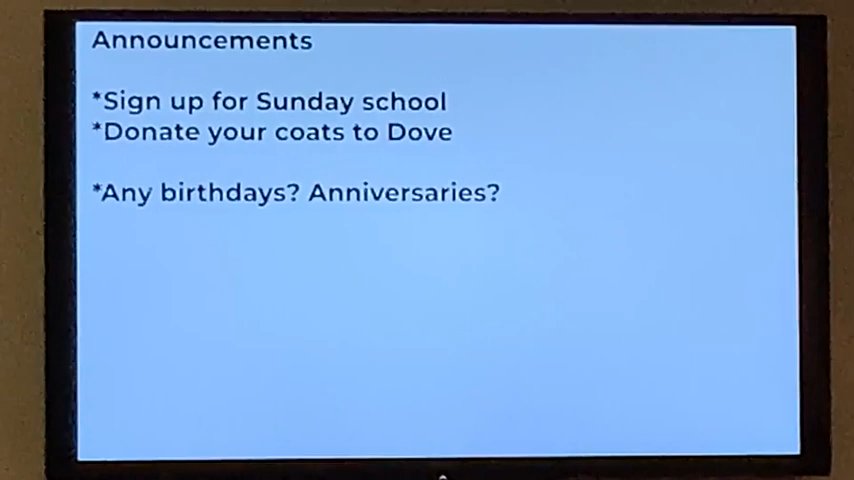 Announcements
*Sign up for Sunday school
*Donate your coats to Dove
*Any birthdays? Anniversaries?